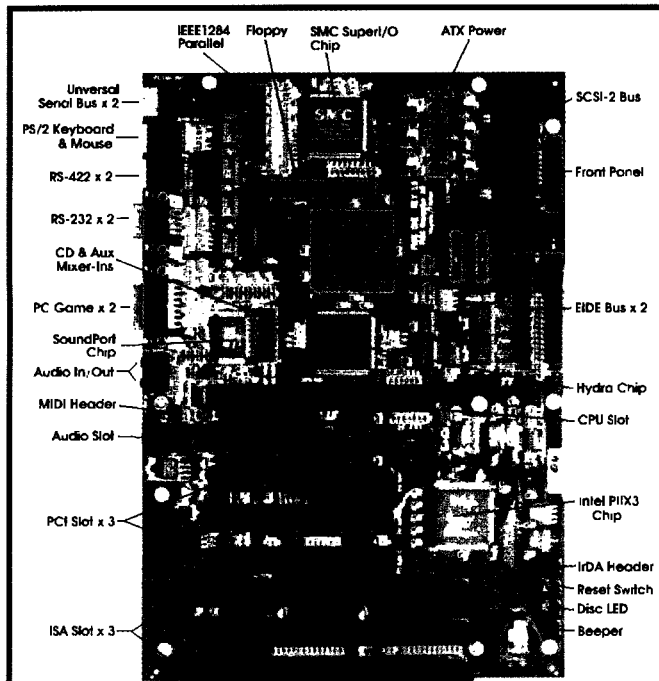 IEEE1284
Parallel
Floppy
SMC SuperI/O
Chip
ATX Power
Unversal
Serial Bus x 2
PS/2 Keyboard
& Mouse
RS-422 x 2
RS-232 x 2
CD & Aux
Mixer-Ins
PC Game x 2
SoundPort
Chip
Audio In/Out
MIDI Header
Audio Slot
PCI Slot x 3
ISA Slot x 3
SMC
SCSI-2 Bus
Front Panel
EIDE Bus x 2
Hydra Chip
CPU Slot
Intel PIIX3
Chip
IrDA Header
Reset Switch
Disc LED
Beeper